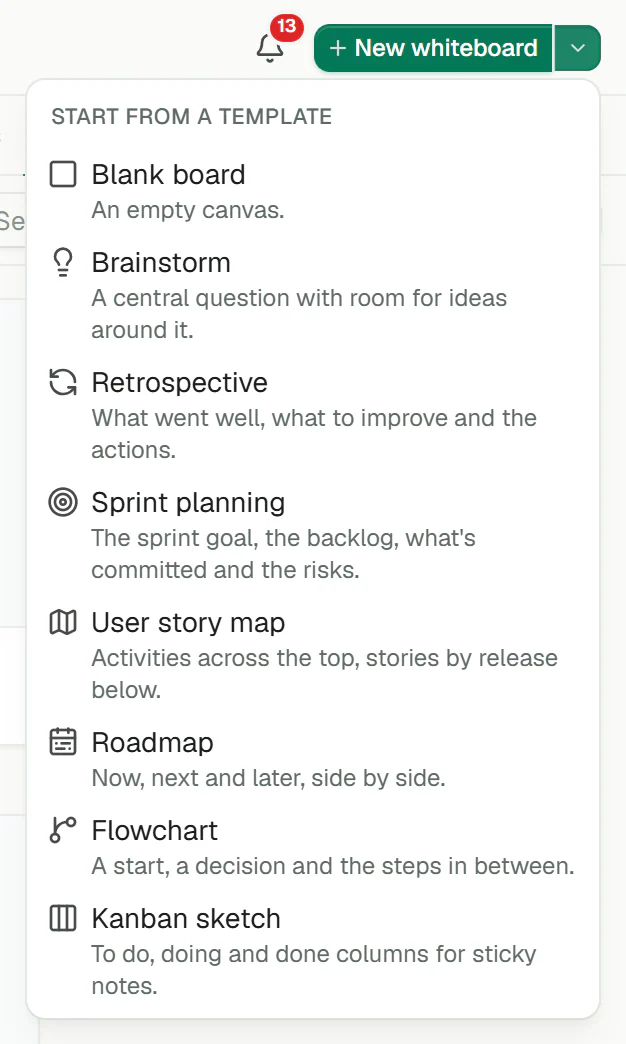 13
+ New whiteboard
START FROM A TEMPLATE
Se
Blank board
An empty canvas.
Brainstorm
A central question with room for ideas
around it.
Retrospective
What went well, what to improve and the
actions.
Sprint planning
The sprint goal, the backlog, what's
committed and the risks.
User story map
Activities across the top, stories by release
below.
Roadmap
Now, next and later, side by side.
Flowchart
A start, a decision and the steps in between.
Kanban sketch
To do, doing and done columns for sticky
notes.